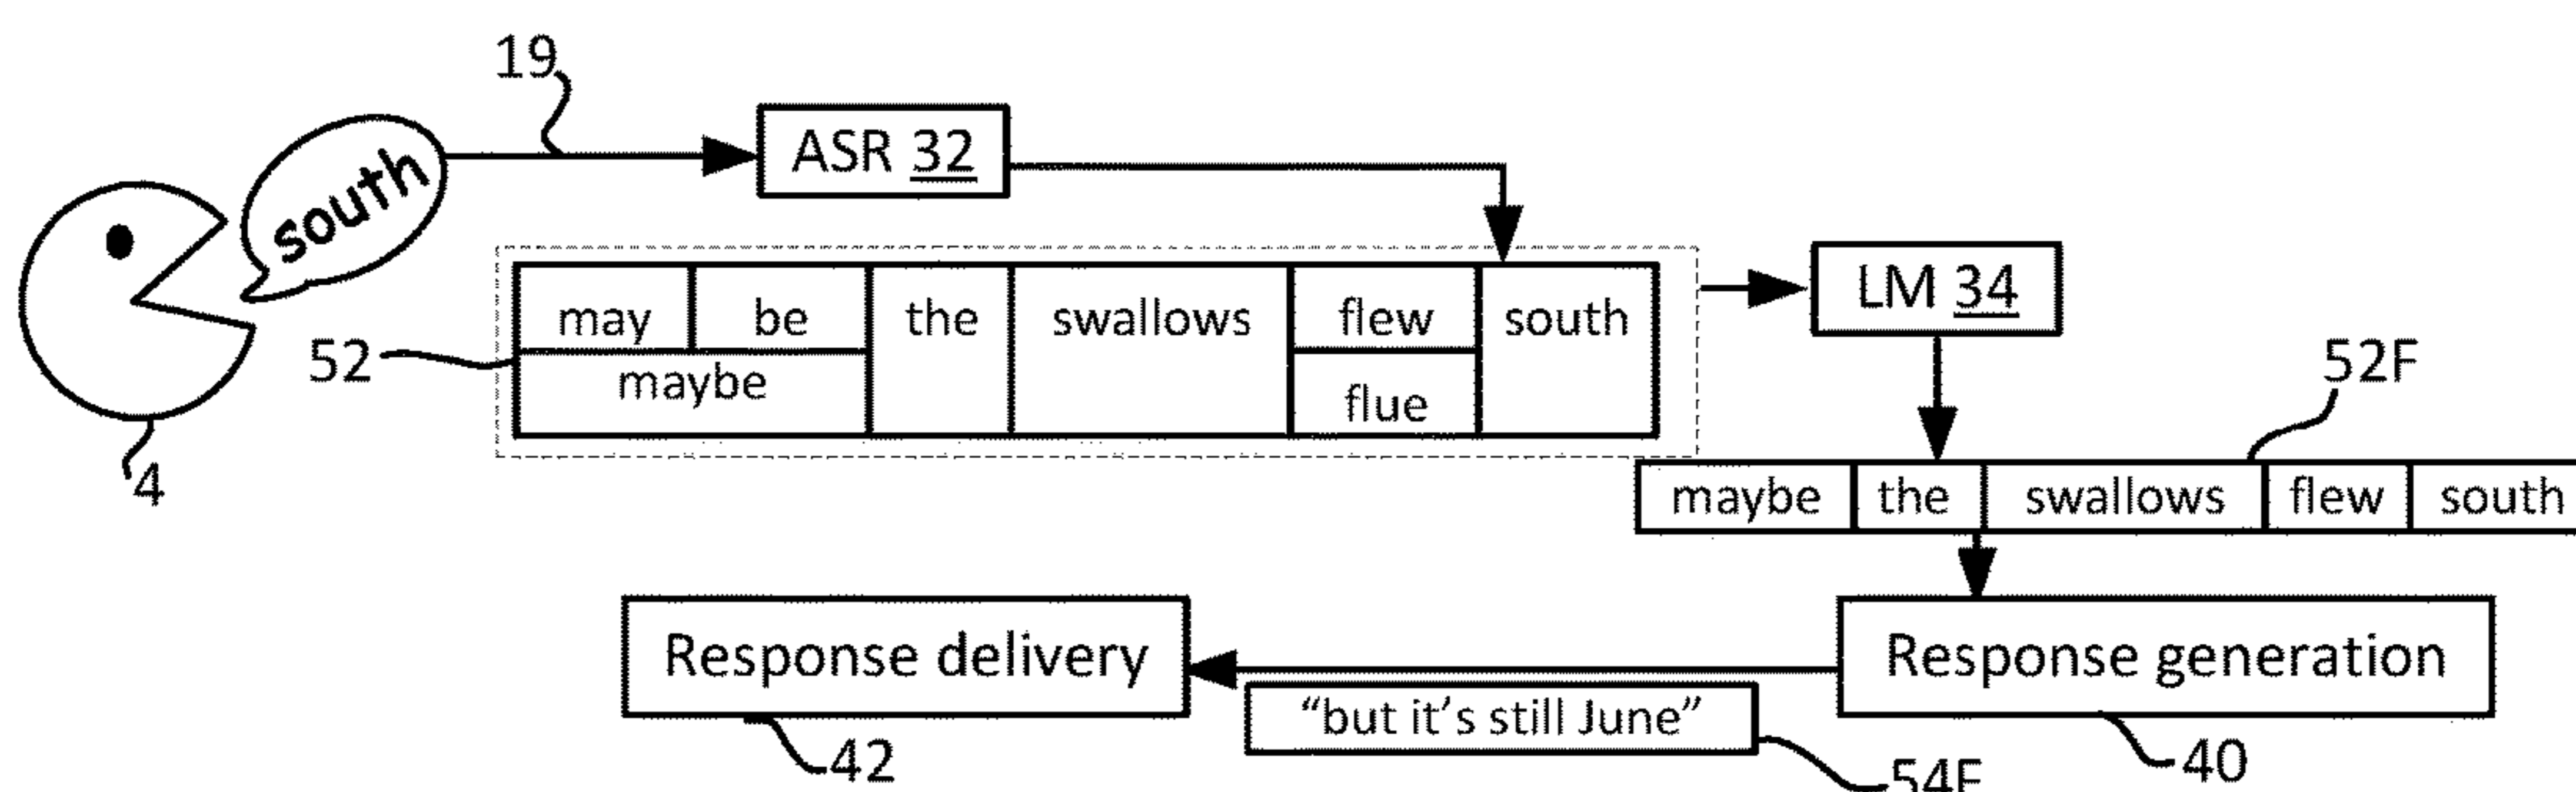 19
south
ASR 32
LM 34
may be the swallows flew south
maybe flue
52
52F
4
maybe the swallows flew south
Response delivery
Response generation
“but it’s still June”
42
40